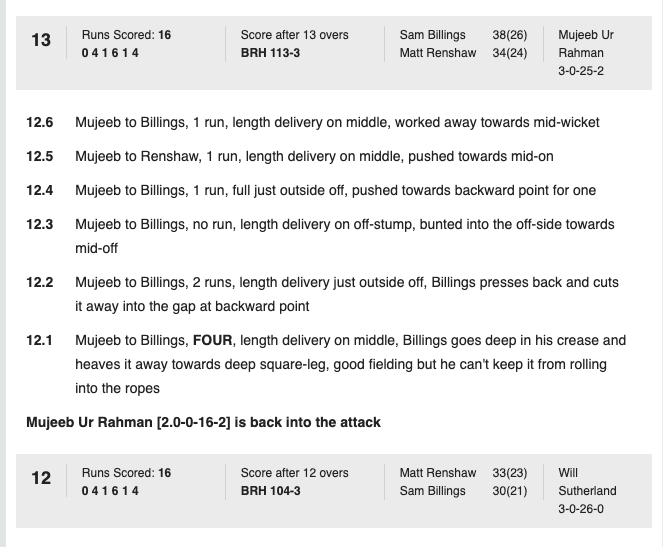 13
Runs Scored: 16
0 4 1 6 1 4
Score after 13 overs
BRH 113-3
Sam Billings 38(26)
Matt Renshaw 34(24)
Mujeeb Ur
Rahman
3-0-25-2
12.6 Mujeeb to Billings, 1 run, length delivery on middle, worked away towards mid-wicket
12.5 Mujeeb to Renshaw, 1 run, length delivery on middle, pushed towards mid-on
12.4 Mujeeb to Billings, 1 run, full just outside off, pushed towards backward point for one
12.3 Mujeeb to Billings, no run, length delivery on off-stump, bunted into the off-side towards
mid-off
12.2 Mujeeb to Billings, 2 runs, length delivery just outside off, Billings presses back and cuts
it away into the gap at backward point
12.1 Mujeeb to Billings, FOUR, length delivery on middle, Billings goes deep in his crease and
heaves it away towards deep square-leg, good fielding but he can't keep it from rolling
into the ropes
Mujeeb Ur Rahman [2.0-0-16-2] is back into the attack
12
Runs Scored: 16
0 4 1 6 1 4
Score after 12 overs
BRH 104-3
Matt Renshaw 33(23)
Sam Billings 30(21)
Will
Sutherland
3-0-26-0